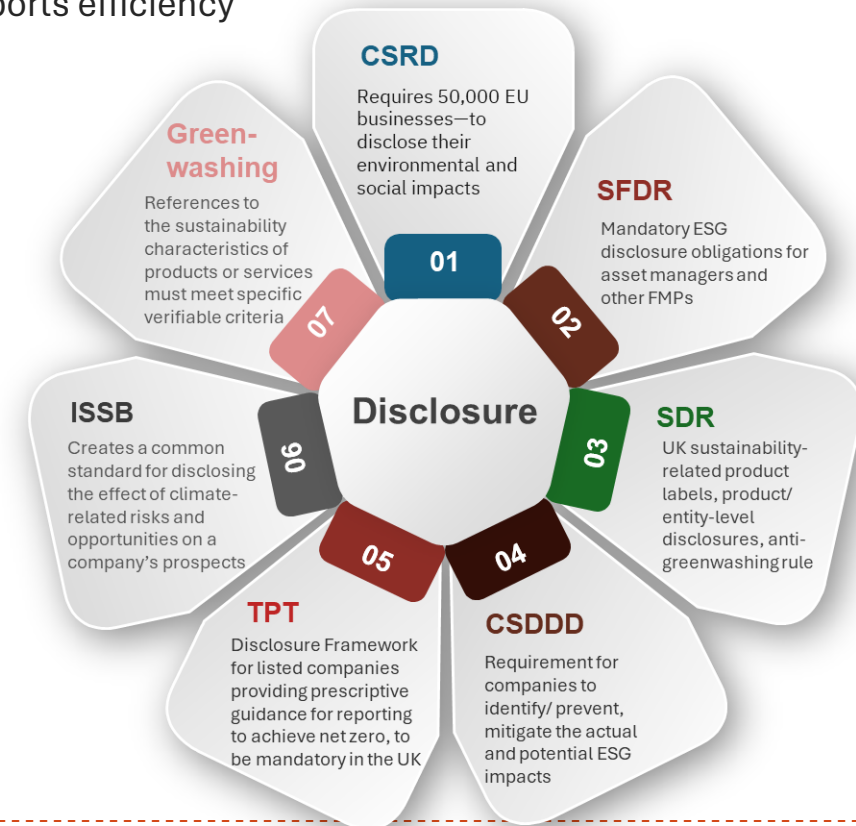 ports efficiency
CSRD
Requires 50,000 EU
businesses—to
disclose their
environmental and
social impacts
01
SFDR
Mandatory ESG
disclosure obligations for
asset managers and
other FMPs
02
SDR
UK sustainability-
related product
labels, product/
entity-level
disclosures, anti-
greenwashing rule
03
CSDDD
Requirement for
companies to
identify/ prevent,
mitigate the actual
and potential ESG
impacts
04
TPT
Disclosure Framework
for listed companies
providing prescriptive
guidance for reporting
to achieve net zero, to
be mandatory in the UK
05
ISSB
Creates a common
standard for disclosing
the effect of climate-
related risks and
opportunities on a
company's prospects
06
Green-
washing
References to
the sustainability
characteristics of
products or services
must meet specific
verifiable criteria
07
Disclosure